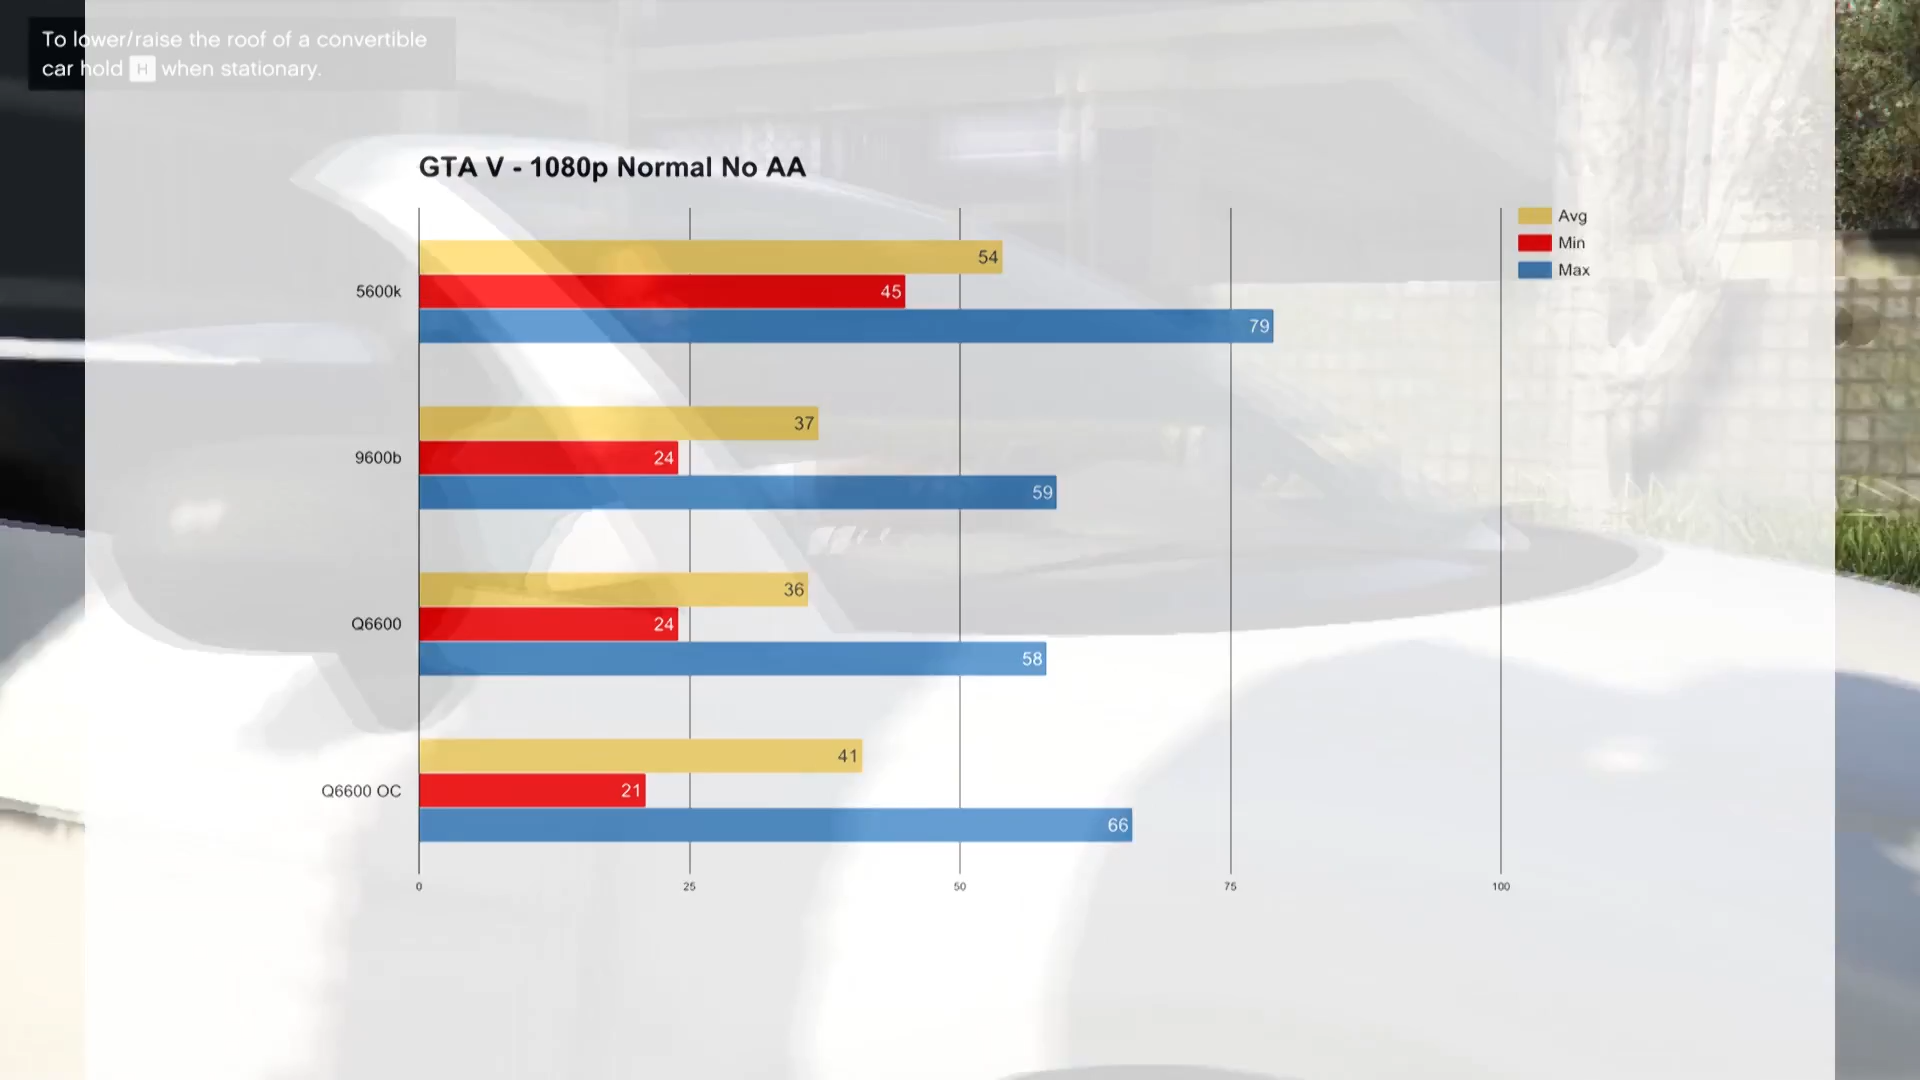 To lower/raise the roof of a convertible
car hold H when stationary.
GTA V - 1080p Normal No AA
Avg
Min
Max
54
5600k
45
79
37
9600b
24
59
36
Q6600
24
58
41
Q6600 OC
21
66
0
25
50
75
100